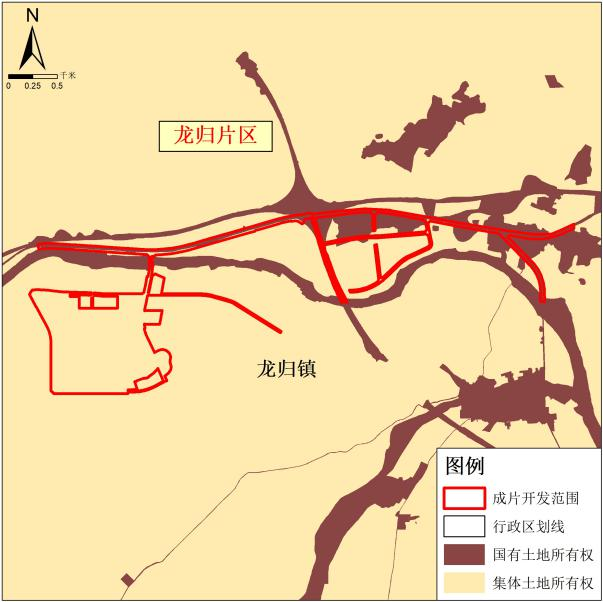 N
千米
0 0.25 0.5
龙归片区
龙归镇
图例
成片开发范围
行政区划线
国有土地所有权
集体土地所有权